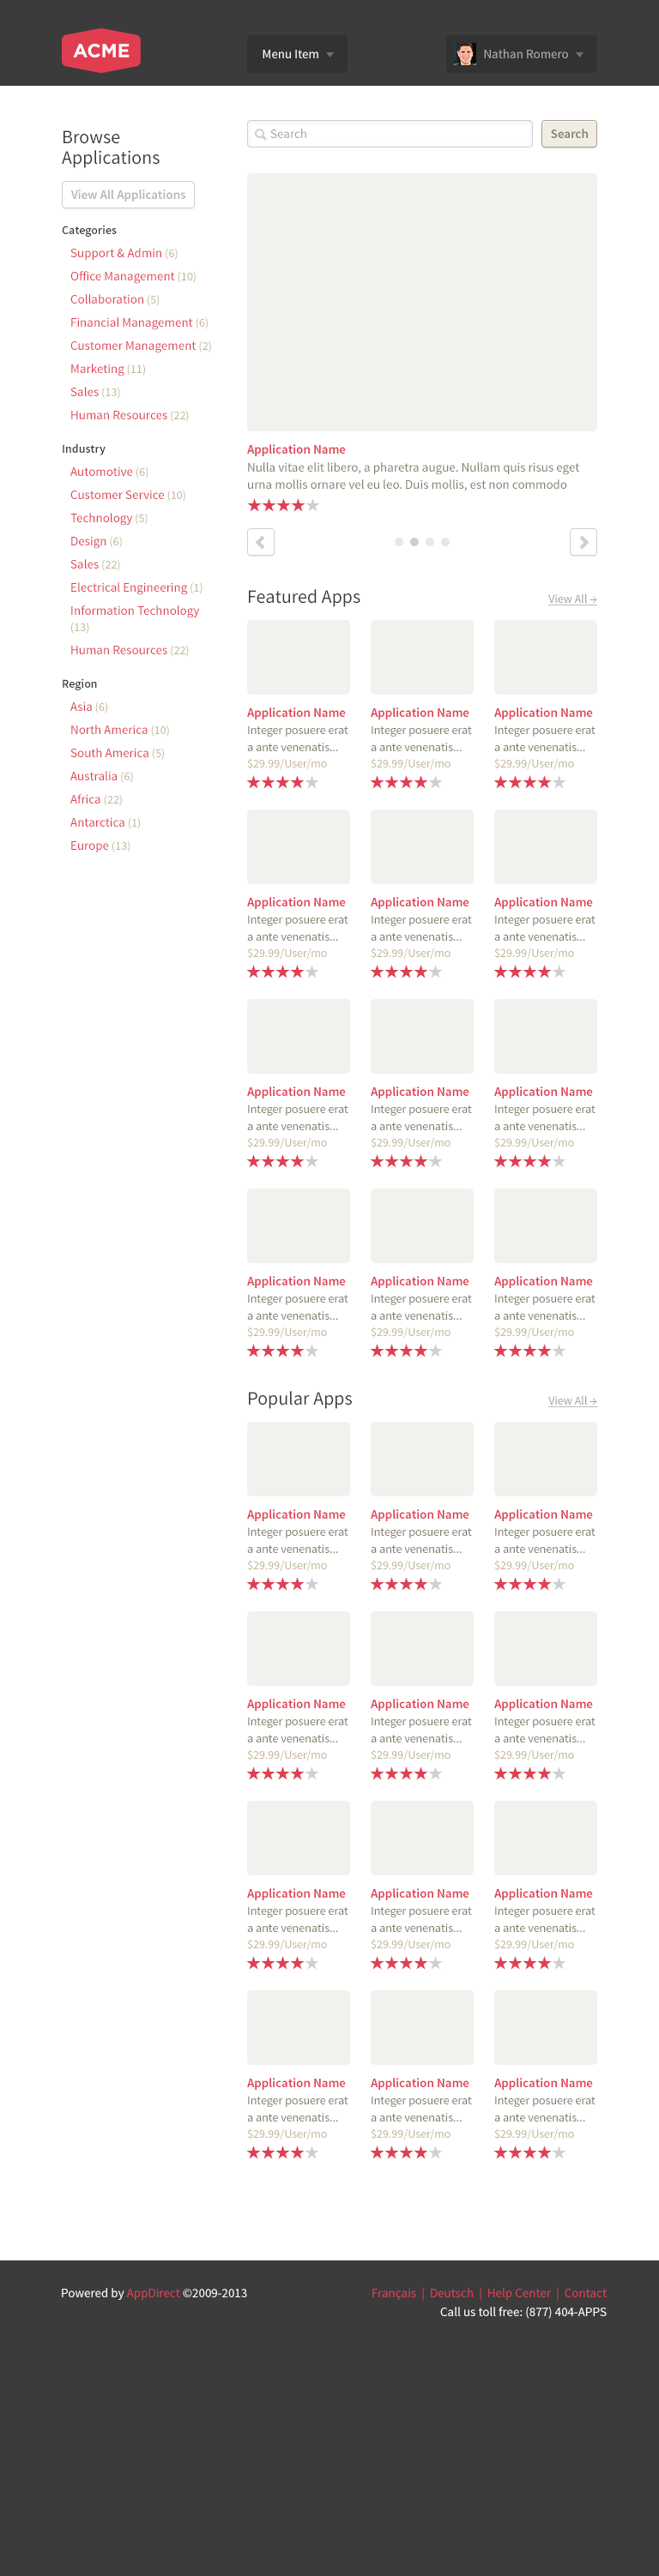 ACME
Menu Item
Nathan Romero
Browse
Applications
View All Applications
Categories
Support & Admin (6)
Office Management (10)
Collaboration (5)
Financial Management (6)
Customer Management (2)
Marketing (11)
Sales (13)
Human Resources (22)
Industry
Automotive (6)
Customer Service (10)
Technology (5)
Design (6)
Sales (22)
Electrical Engineering (1)
Information Technology
(13)
Human Resources (22)
Region
Asia (6)
North America (10)
South America (5)
Australia (6)
Africa (22)
Antarctica (1)
Europe (13)
Search
Search
Application Name
Nulla vitae elit libero, a pharetra augue. Nullam quis risus eget
urna mollis ornare vel eu leo. Duis mollis, est non commodo
Featured Apps
View All →
Application Name Application Name Application Name
Integer posuere erat Integer posuere erat Integer posuere erat
a ante venenatis... a ante venenatis... a ante venenatis...
$29.99/User/mo $29.99/User/mo $29.99/User/mo
Application Name Application Name Application Name
Integer posuere erat Integer posuere erat Integer posuere erat
a ante venenatis... a ante venenatis... a ante venenatis...
$29.99/User/mo $29.99/User/mo $29.99/User/mo
Application Name Application Name Application Name
Integer posuere erat Integer posuere erat Integer posuere erat
a ante venenatis... a ante venenatis... a ante venenatis...
$29.99/User/mo $29.99/User/mo $29.99/User/mo
Application Name Application Name Application Name
Integer posuere erat Integer posuere erat Integer posuere erat
a ante venenatis... a ante venenatis... a ante venenatis...
$29.99/User/mo $29.99/User/mo $29.99/User/mo
Popular Apps
View All →
Application Name Application Name Application Name
Integer posuere erat Integer posuere erat Integer posuere erat
a ante venenatis... a ante venenatis... a ante venenatis...
$29.99/User/mo $29.99/User/mo $29.99/User/mo
Application Name Application Name Application Name
Integer posuere erat Integer posuere erat Integer posuere erat
a ante venenatis... a ante venenatis... a ante venenatis...
$29.99/User/mo $29.99/User/mo $29.99/User/mo
Application Name Application Name Application Name
Integer posuere erat Integer posuere erat Integer posuere erat
a ante venenatis... a ante venenatis... a ante venenatis...
$29.99/User/mo $29.99/User/mo $29.99/User/mo
Application Name Application Name Application Name
Integer posuere erat Integer posuere erat Integer posuere erat
a ante venenatis... a ante venenatis... a ante venenatis...
$29.99/User/mo $29.99/User/mo $29.99/User/mo
Powered by AppDirect ©2009-2013
Français | Deutsch | Help Center | Contact
Call us toll free: (877) 404-APPS